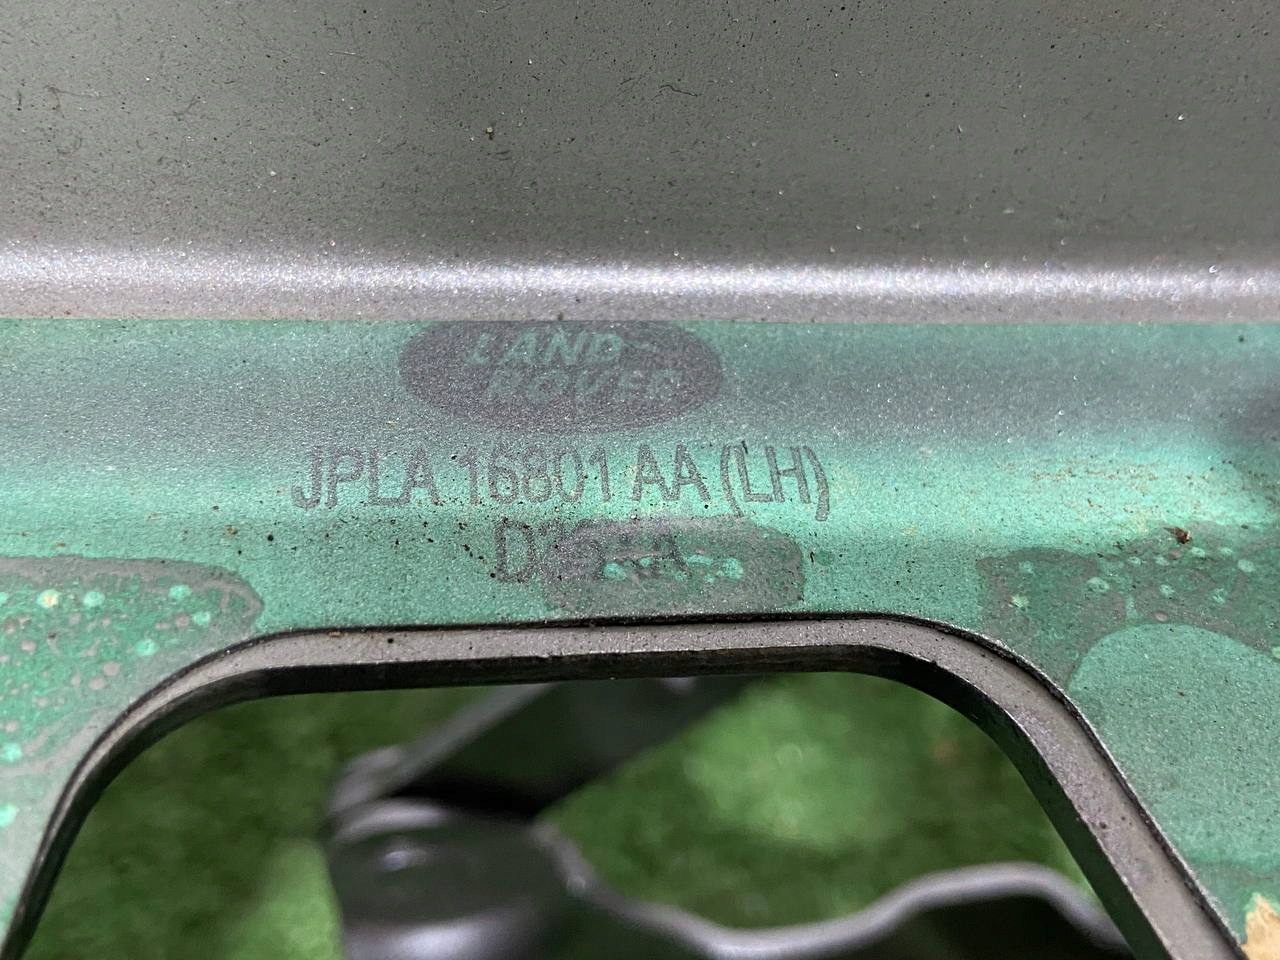 LAND-
ROVER
JPLA 16801 AA (LH)